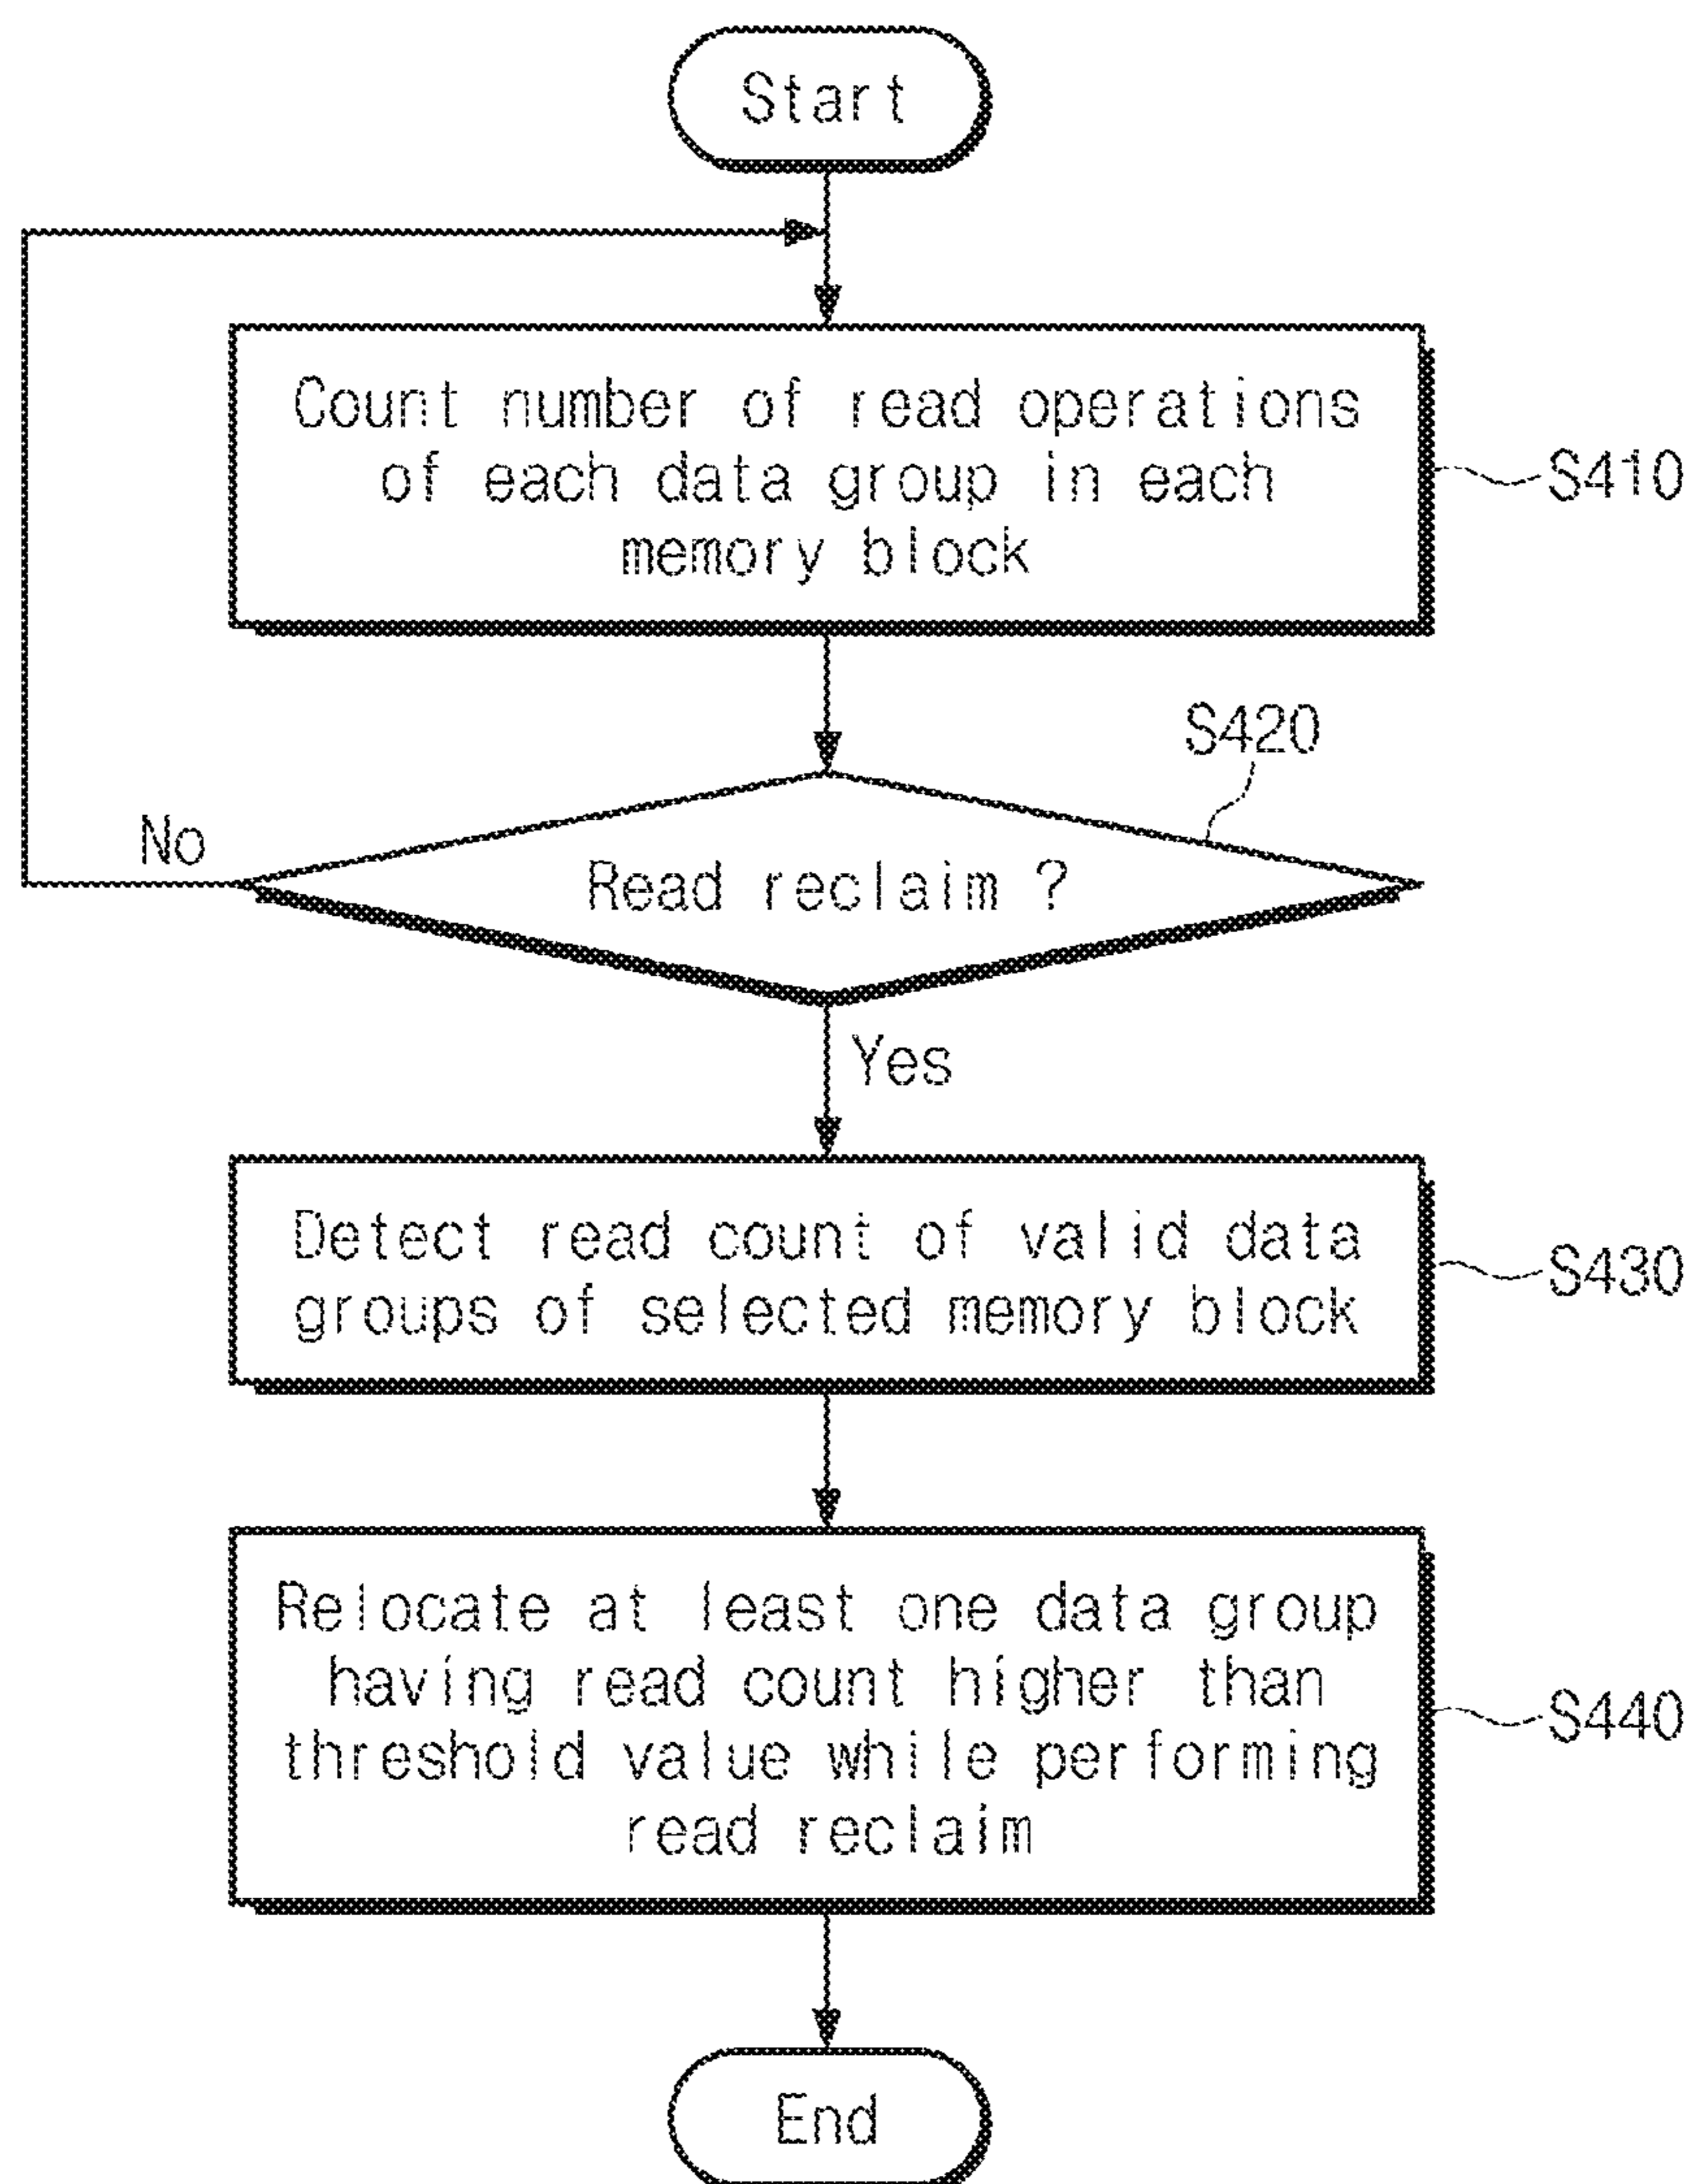 Start
Count number of read operations
of each data group in each
memory block
S410
S420
Read reclaim ?
No
Yes
Detect read count of valid data
groups of selected memory block
S430
Relocate at least one data group
having read count higher than
threshold value while performing
read reclaim
S440
End